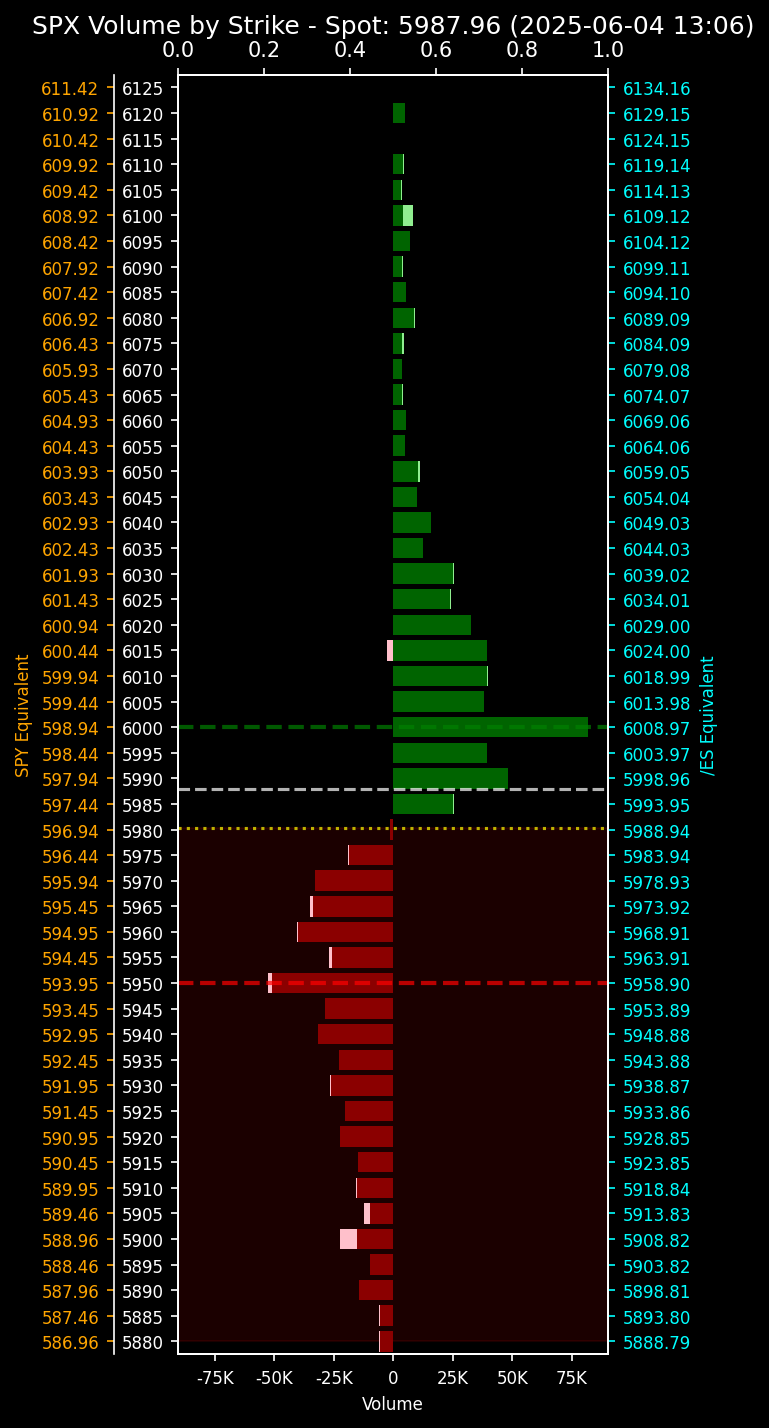 SPX Volume by Strike - Spot: 5987.96 (2025-06-04 13:06)
0.0 0.2 0.4 0.6 0.8 1.0
611.42 6125 6134.16
610.92 6120 6129.15
610.42 6115 6124.15
609.92 6110 6119.14
609.42 6105 6114.13
608.92 6100 6109.12
608.42 6095 6104.12
607.92 6090 6099.11
607.42 6085 6094.10
606.92 6080 6089.09
606.43 6075 6084.09
605.93 6070 6079.08
605.43 6065 6074.07
604.93 6060 6069.06
604.43 6055 6064.06
603.93 6050 6059.05
603.43 6045 6054.04
602.93 6040 6049.03
602.43 6035 6044.03
601.93 6030 6039.02
601.43 6025 6034.01
600.94 6020 6029.00
600.44 6015 6024.00
599.94 6010 6018.99
599.44 6005 6013.98
598.94 6000 6008.97
598.44 5995 6003.97
597.94 5990 5998.96
597.44 5985 5993.95
596.94 5980 5988.94
596.44 5975 5983.94
595.94 5970 5978.93
595.45 5965 5973.92
594.95 5960 5968.91
594.45 5955 5963.91
593.95 5950 5958.90
593.45 5945 5953.89
592.95 5940 5948.88
592.45 5935 5943.88
591.95 5930 5938.87
591.45 5925 5933.86
590.95 5920 5928.85
590.45 5915 5923.85
589.95 5910 5918.84
589.46 5905 5913.83
588.96 5900 5908.82
588.46 5895 5903.82
587.96 5890 5898.81
587.46 5885 5893.80
586.96 5880 5888.79
SPY Equivalent
/ES Equivalent
-75K -50K -25K 0 25K 50K 75K
Volume